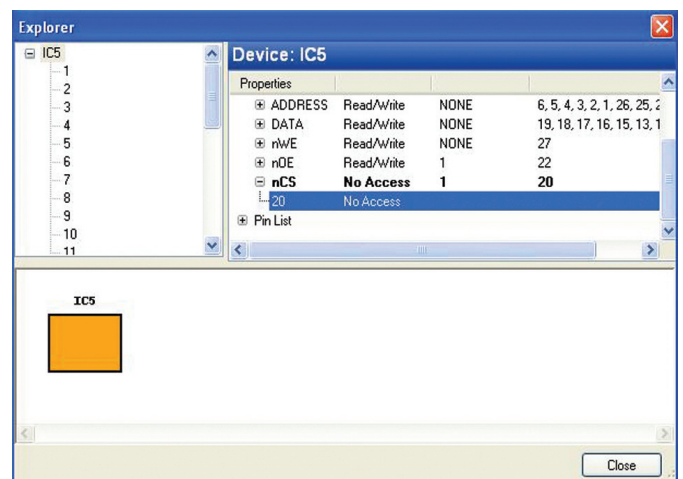 Explorer
IC5
1
2
3
4
5
6
7
8
9
10
11
Device: IC5
Properties
ADDRESS Read/Write NONE 6, 5, 4, 3, 2, 1, 26, 25, 2
DATA Read/Write NONE 19, 18, 17, 16, 15, 13, 1
nWE Read/Write NONE 27
nOE Read/Write 1 22
nCS No Access 1 20
20 No Access
Pin List
IC5
Close